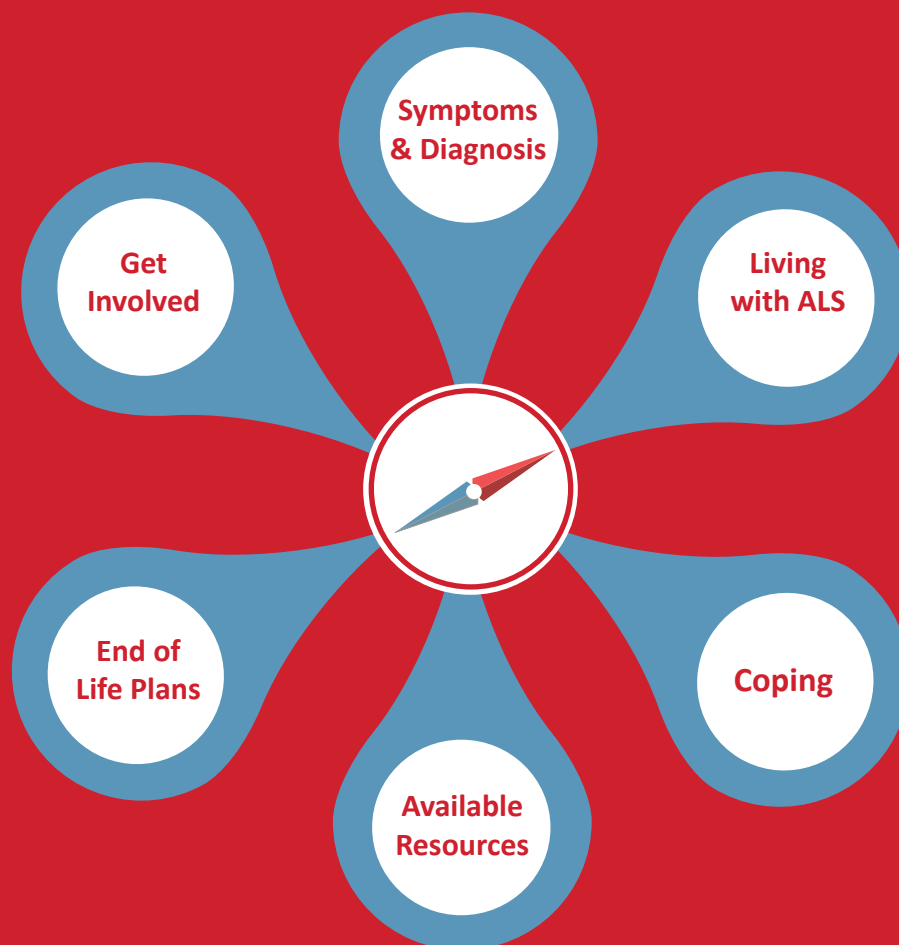 Symptoms
& Diagnosis
Get
Involved
Living
with ALS
End of
Life Plans
Coping
Available
Resources